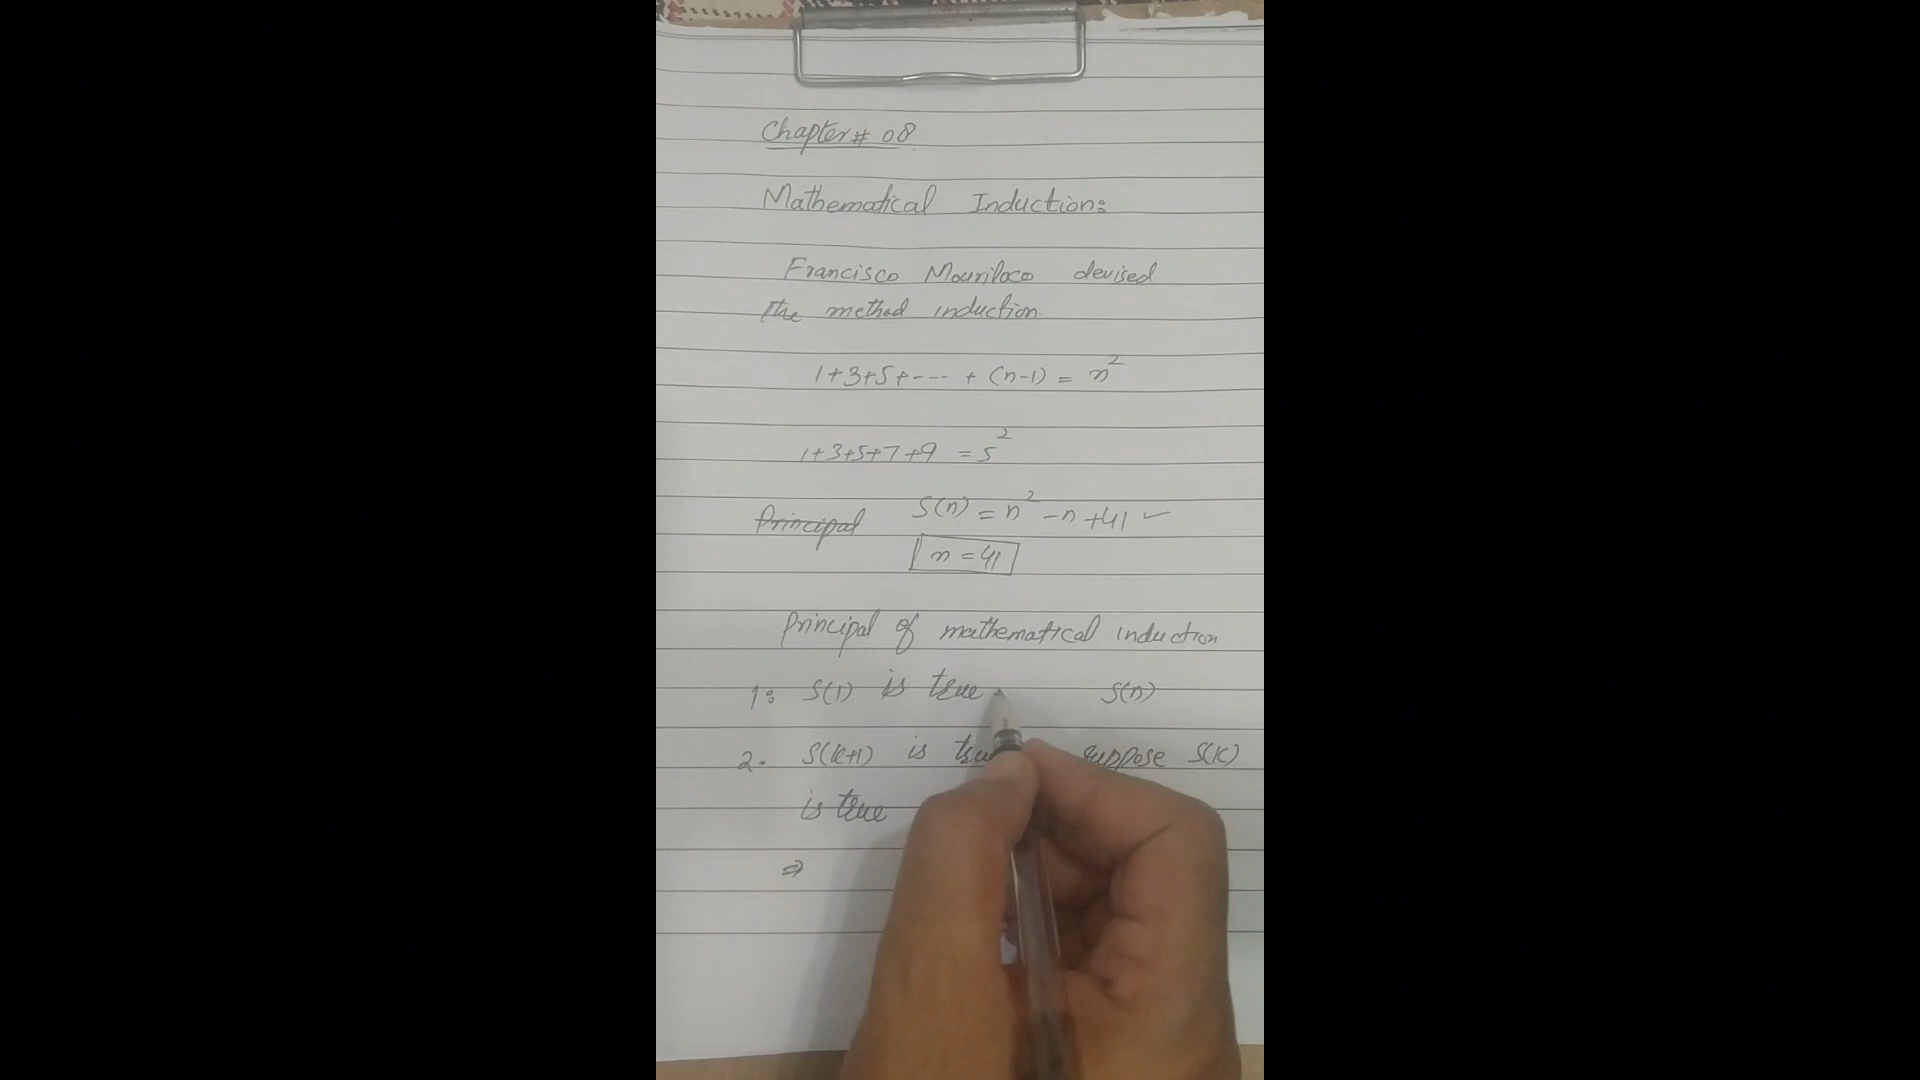 Chapter # 08
Mathematical Induction:
Francisco Mouriloco devised
the method induction.
1+3+5+--- + (n-1) = n²
1+3+5+7+9 = 5²
Principal S(n) = n² -n +41 ✓
n = 41
Principal of mathematical induction
1: S(1) is true. S(n)
2. S(k+1) is suppose S(K)
is true
⇒